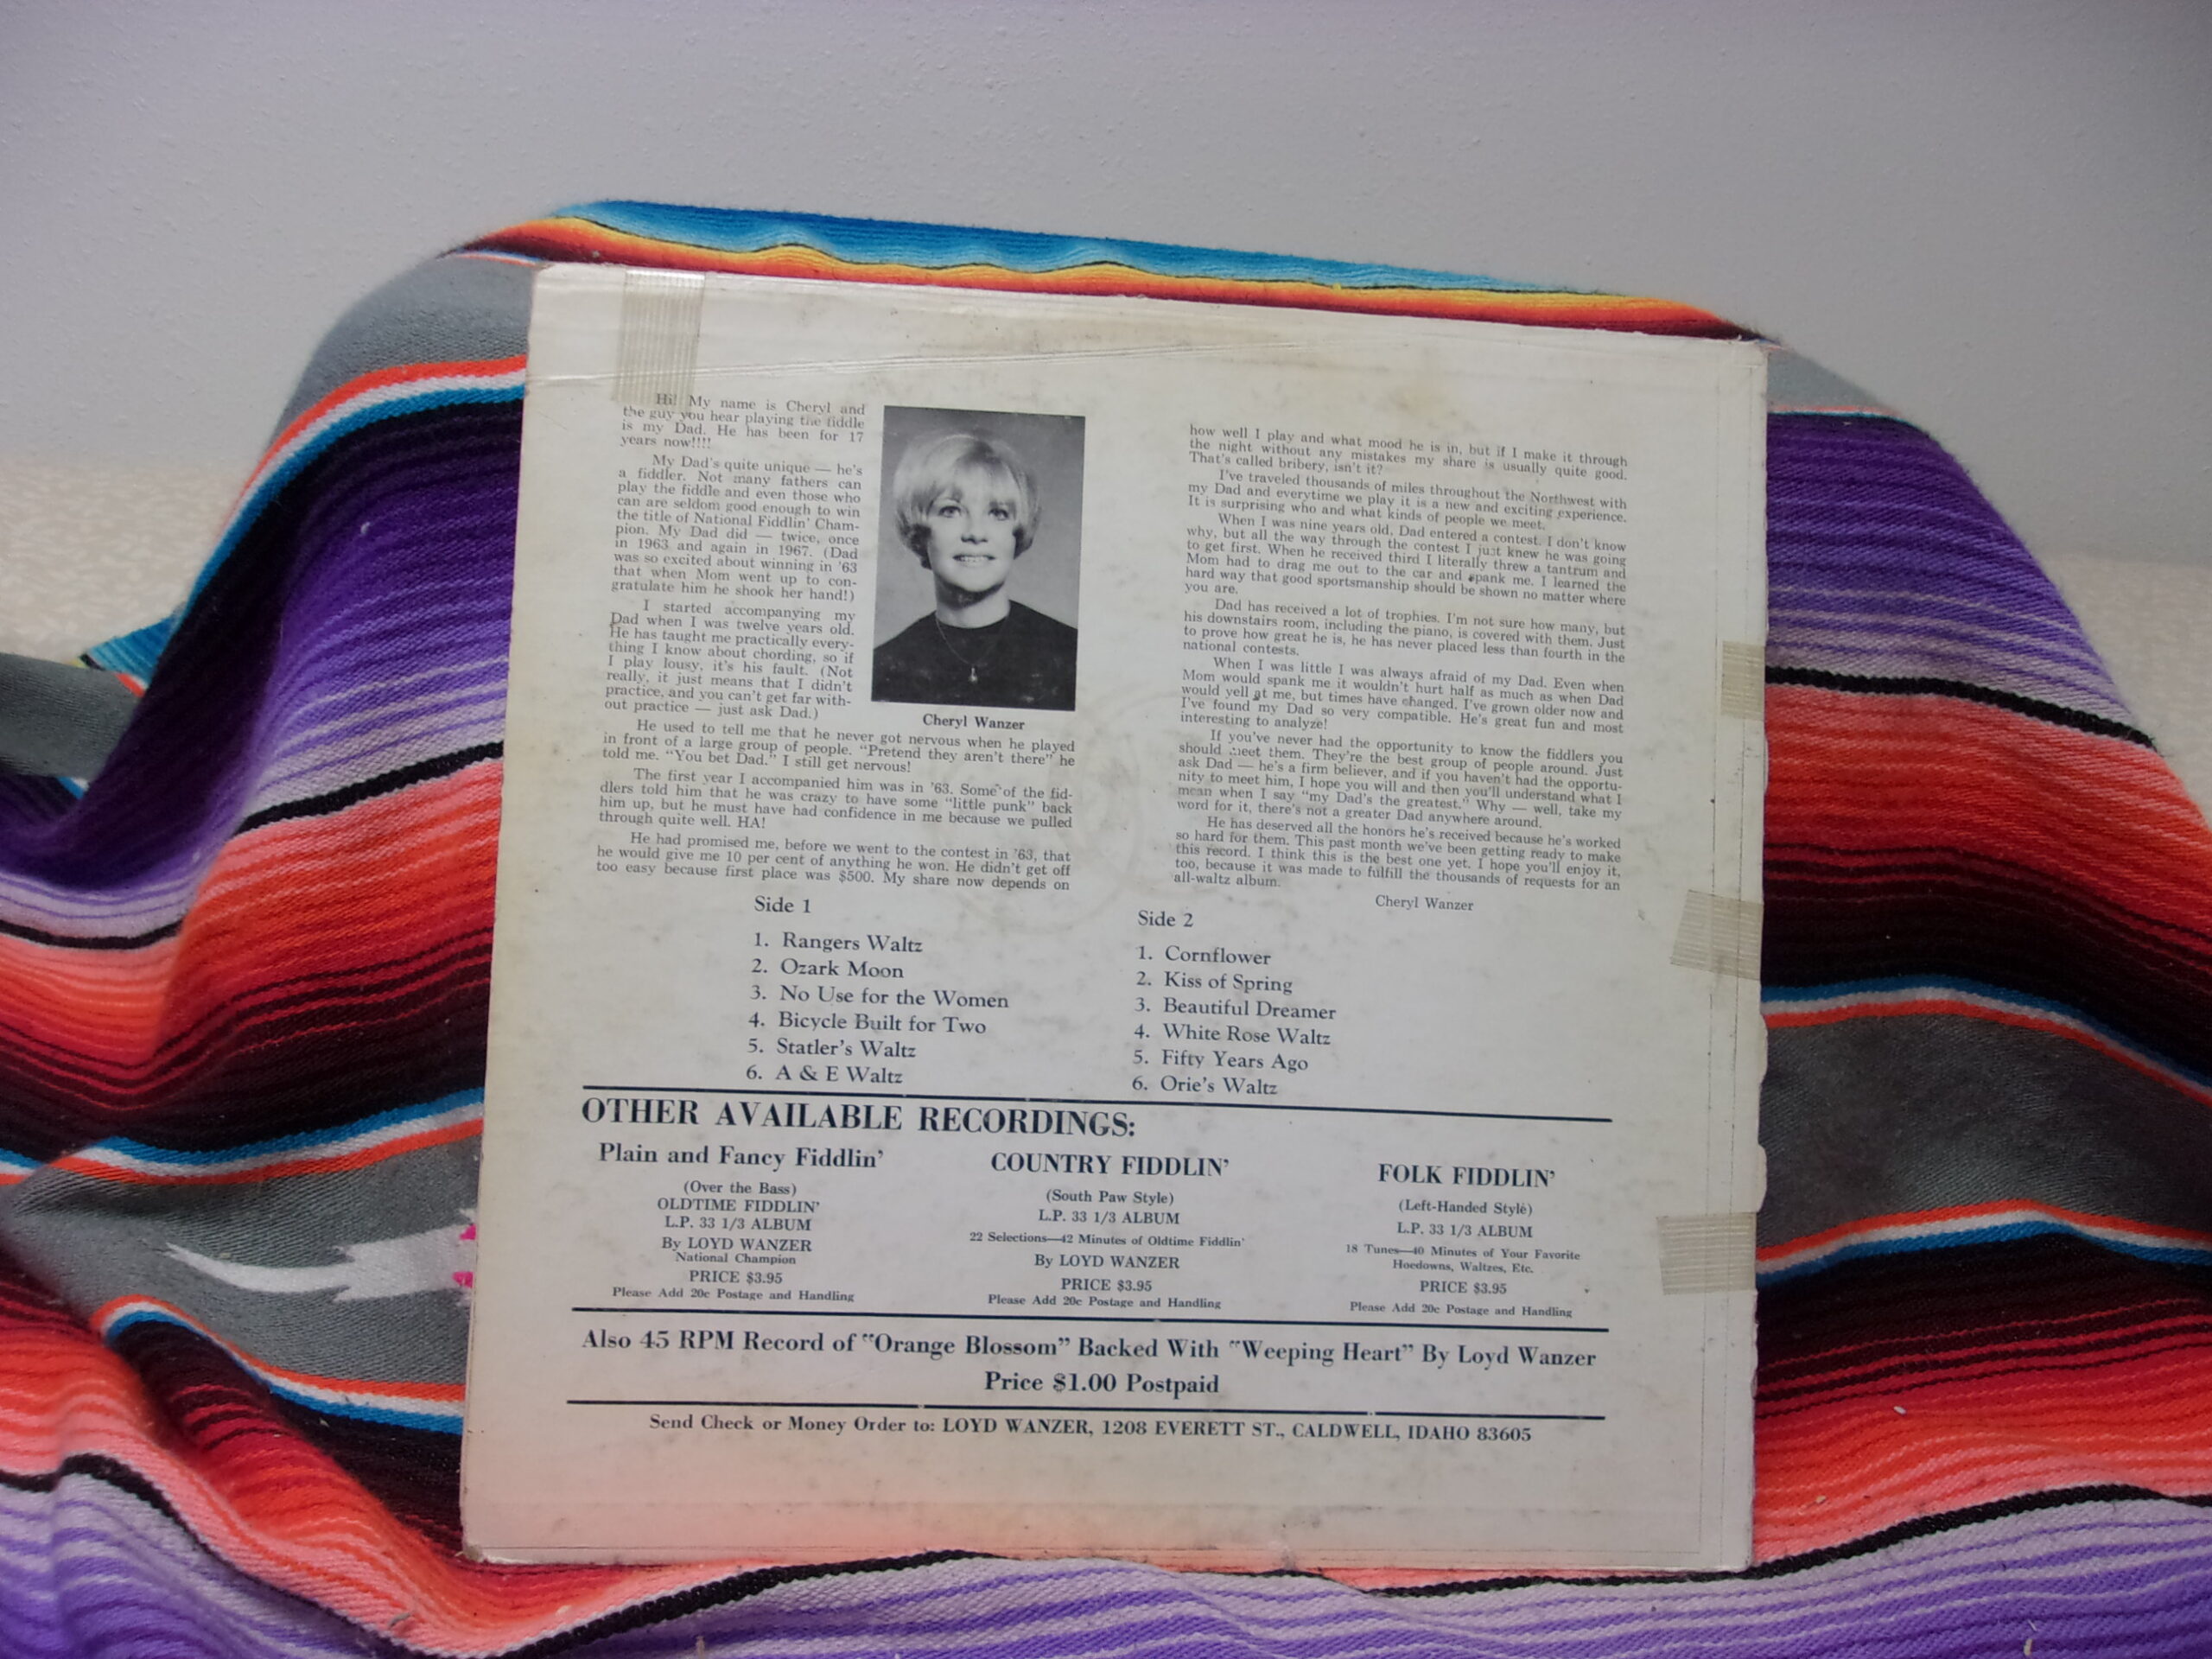 Hi! My name is Cheryl and
the guy you hear playing the fiddle
is my Dad. He has been for 17
years now!!!!
My Dad's quite unique — he's
a fiddler. Not many fathers can
play the fiddle and even those who
can are seldom good enough to win
the title of National Fiddlin' Cham-
pion. My Dad did — twice, once
in 1963 and again in 1967. (Dad
was so excited about winning in '63
that when Mom went up to con-
gratulate him he shook her hand!)
I started accompanying my
Dad when I was twelve years old.
He has taught me practically every-
thing I know about chording, so if
I play lousy, it's his fault. (Not
really, it just means that I didn't
practice, and you can't get far with-
out practice — just ask Dad.)
Cheryl Wanzer
He used to tell me that he never got nervous when he played
in front of a large group of people. "Pretend they aren't there" he
told me. "You bet Dad." I still get nervous!
The first year I accompanied him was in '63. Some of the fid-
dlers told him that he was crazy to have some "little punk" back
him up, but he must have had confidence in me because we pulled
through quite well. HA!
He had promised me, before we went to the contest in '63, that
he would give me 10 per cent of anything he won. He didn't get off
too easy because first place was $500. My share now depends on
how well I play and what mood he is in, but if I make it through
the night without any mistakes my share is usually quite good.
That's called bribery, isn't it?
I've traveled thousands of miles throughout the Northwest with
my Dad and everytime we play it is a new and exciting experience.
It is surprising who and what kinds of people we meet.
When I was nine years old, Dad entered a contest. I don't know
why, but all the way through the contest I just knew he was going
to get first. When he received third I literally threw a tantrum and
Mom had to drag me out to the car and spank me. I learned the
hard way that good sportsmanship should be shown no matter where
you are.
Dad has received a lot of trophies. I'm not sure how many, but
his downstairs room, including the piano, is covered with them. Just
to prove how great he is, he has never placed less than fourth in the
national contests.
When I was little I was always afraid of my Dad. Even when
Mom would spank me it wouldn't hurt half as much as when Dad
would yell at me, but times have changed. I've grown older now and
I've found my Dad so very compatible. He's great fun and most
interesting to analyze!
If you've never had the opportunity to know the fiddlers you
should meet them. They're the best group of people around. Just
ask Dad — he's a firm believer, and if you haven't had the opportu-
nity to meet him, I hope you will and then you'll understand what I
mean when I say "my Dad's the greatest." Why — well, take my
word for it, there's not a greater Dad anywhere around.
He has deserved all the honors he's received because he's worked
so hard for them. This past month we've been getting ready to make
this record. I think this is the best one yet. I hope you'll enjoy it,
too, because it was made to fulfill the thousands of requests for an
all-waltz album.
Cheryl Wanzer
Side 1
1. Rangers Waltz
2. Ozark Moon
3. No Use for the Women
4. Bicycle Built for Two
5. Statler's Waltz
6. A & E Waltz
Side 2
1. Cornflower
2. Kiss of Spring
3. Beautiful Dreamer
4. White Rose Waltz
5. Fifty Years Ago
6. Orie's Waltz
OTHER AVAILABLE RECORDINGS:
Plain and Fancy Fiddlin'
(Over the Bass)
OLDTIME FIDDLIN'
L.P. 33 1/3 ALBUM
By LOYD WANZER
National Champion
PRICE $3.95
Please Add 20c Postage and Handling
COUNTRY FIDDLIN'
(South Paw Style)
L.P. 33 1/3 ALBUM
22 Selections—42 Minutes of Oldtime Fiddlin'
By LOYD WANZER
PRICE $3.95
Please Add 20c Postage and Handling
FOLK FIDDLIN'
(Left-Handed Style)
L.P. 33 1/3 ALBUM
18 Tunes—40 Minutes of Your Favorite
Hoedowns, Waltzes, Etc.
PRICE $3.95
Please Add 20c Postage and Handling
Also 45 RPM Record of "Orange Blossom" Backed With "Weeping Heart" By Loyd Wanzer
Price $1.00 Postpaid
Send Check or Money Order to: LOYD WANZER, 1208 EVERETT ST., CALDWELL, IDAHO 83605